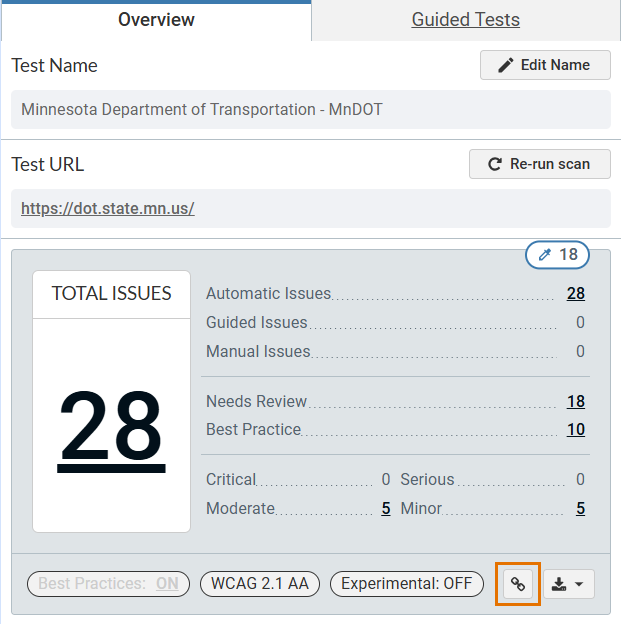 Overview Guided Tests
Test Name Edit Name
Minnesota Department of Transportation - MnDOT
Test URL Re-run scan
https://dot.state.mn.us/
18
TOTAL ISSUES
28
Automatic Issues 28
Guided Issues 0
Manual Issues 0
Needs Review 18
Best Practice 10
Critical 0 Serious 0
Moderate 5 Minor 5
Best Practices: ON WCAG 2.1 AA Experimental: OFF